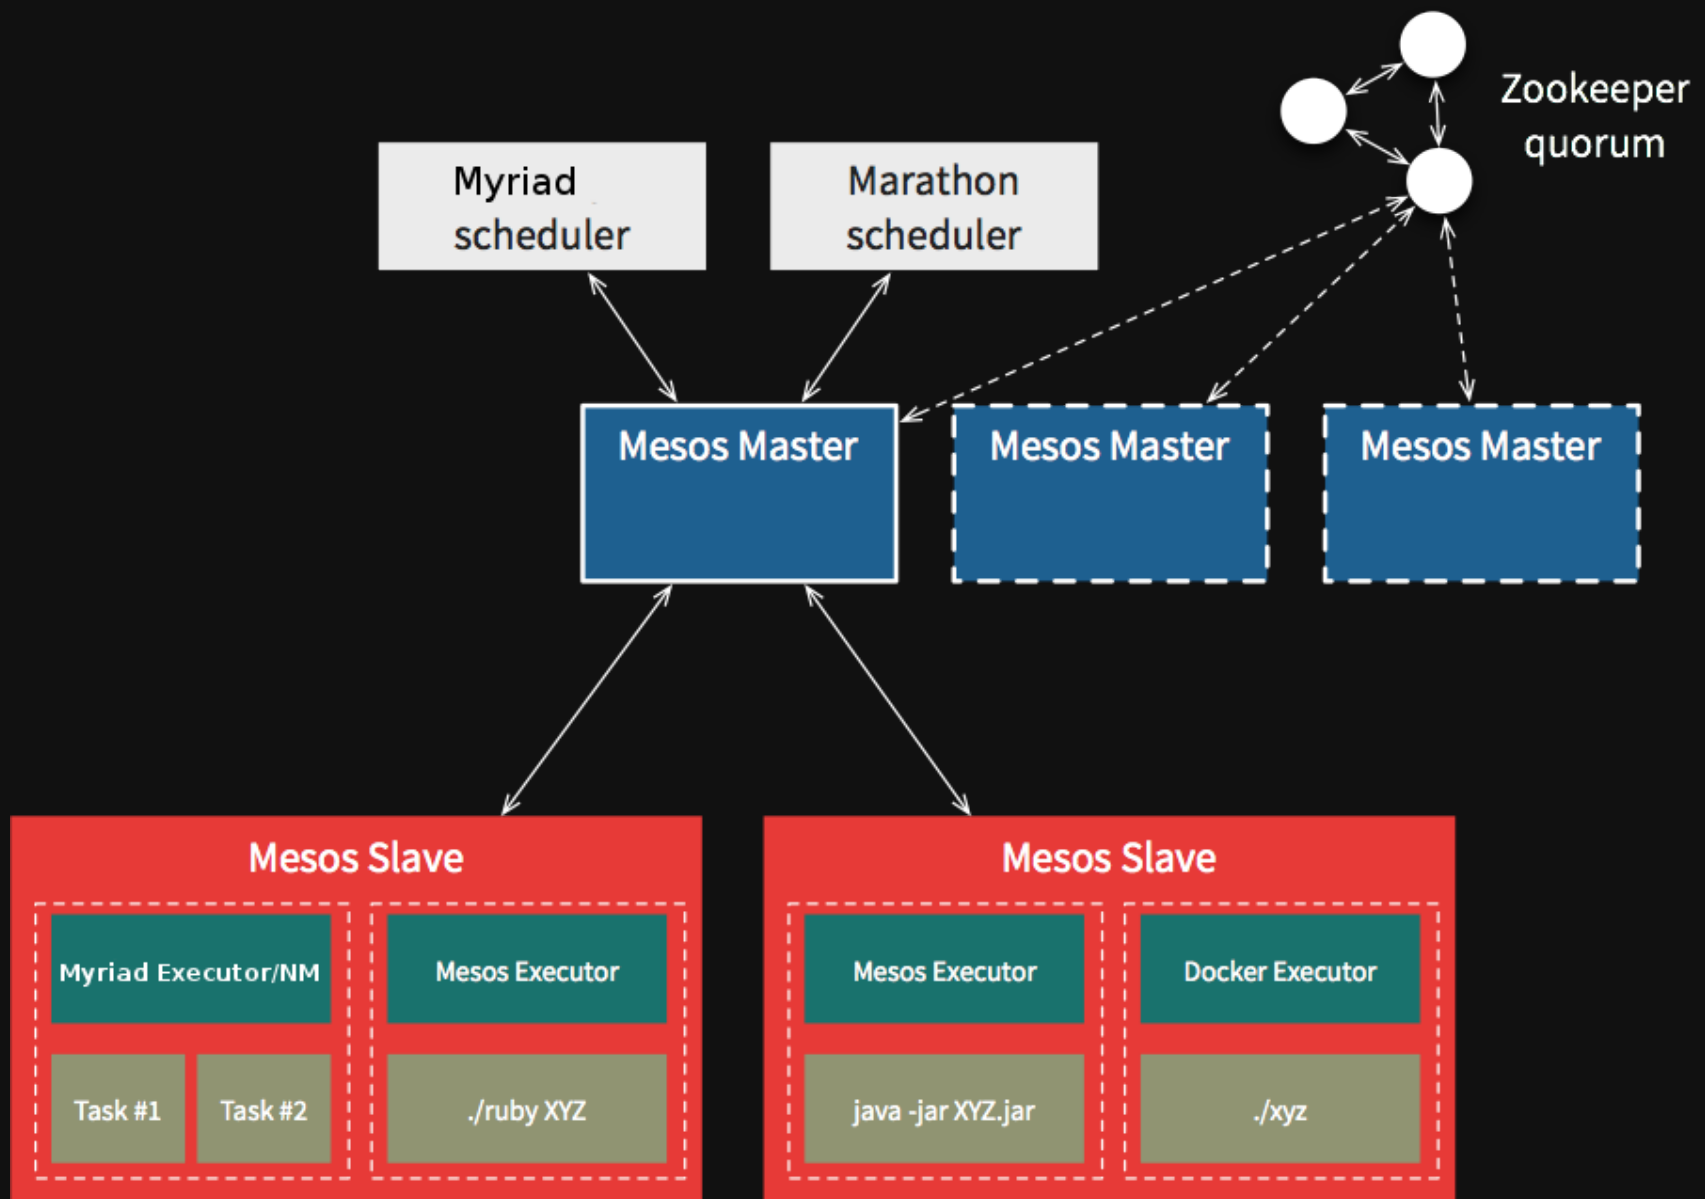 Zookeeper
quorum
Myriad
scheduler
Marathon
scheduler
Mesos Master
Mesos Master
Mesos Master
Mesos Slave
Myriad Executor/NM
Mesos Executor
Task #1
Task #2
./ruby XYZ
Mesos Slave
Mesos Executor
Docker Executor
java -jar XYZ.jar
./xyz